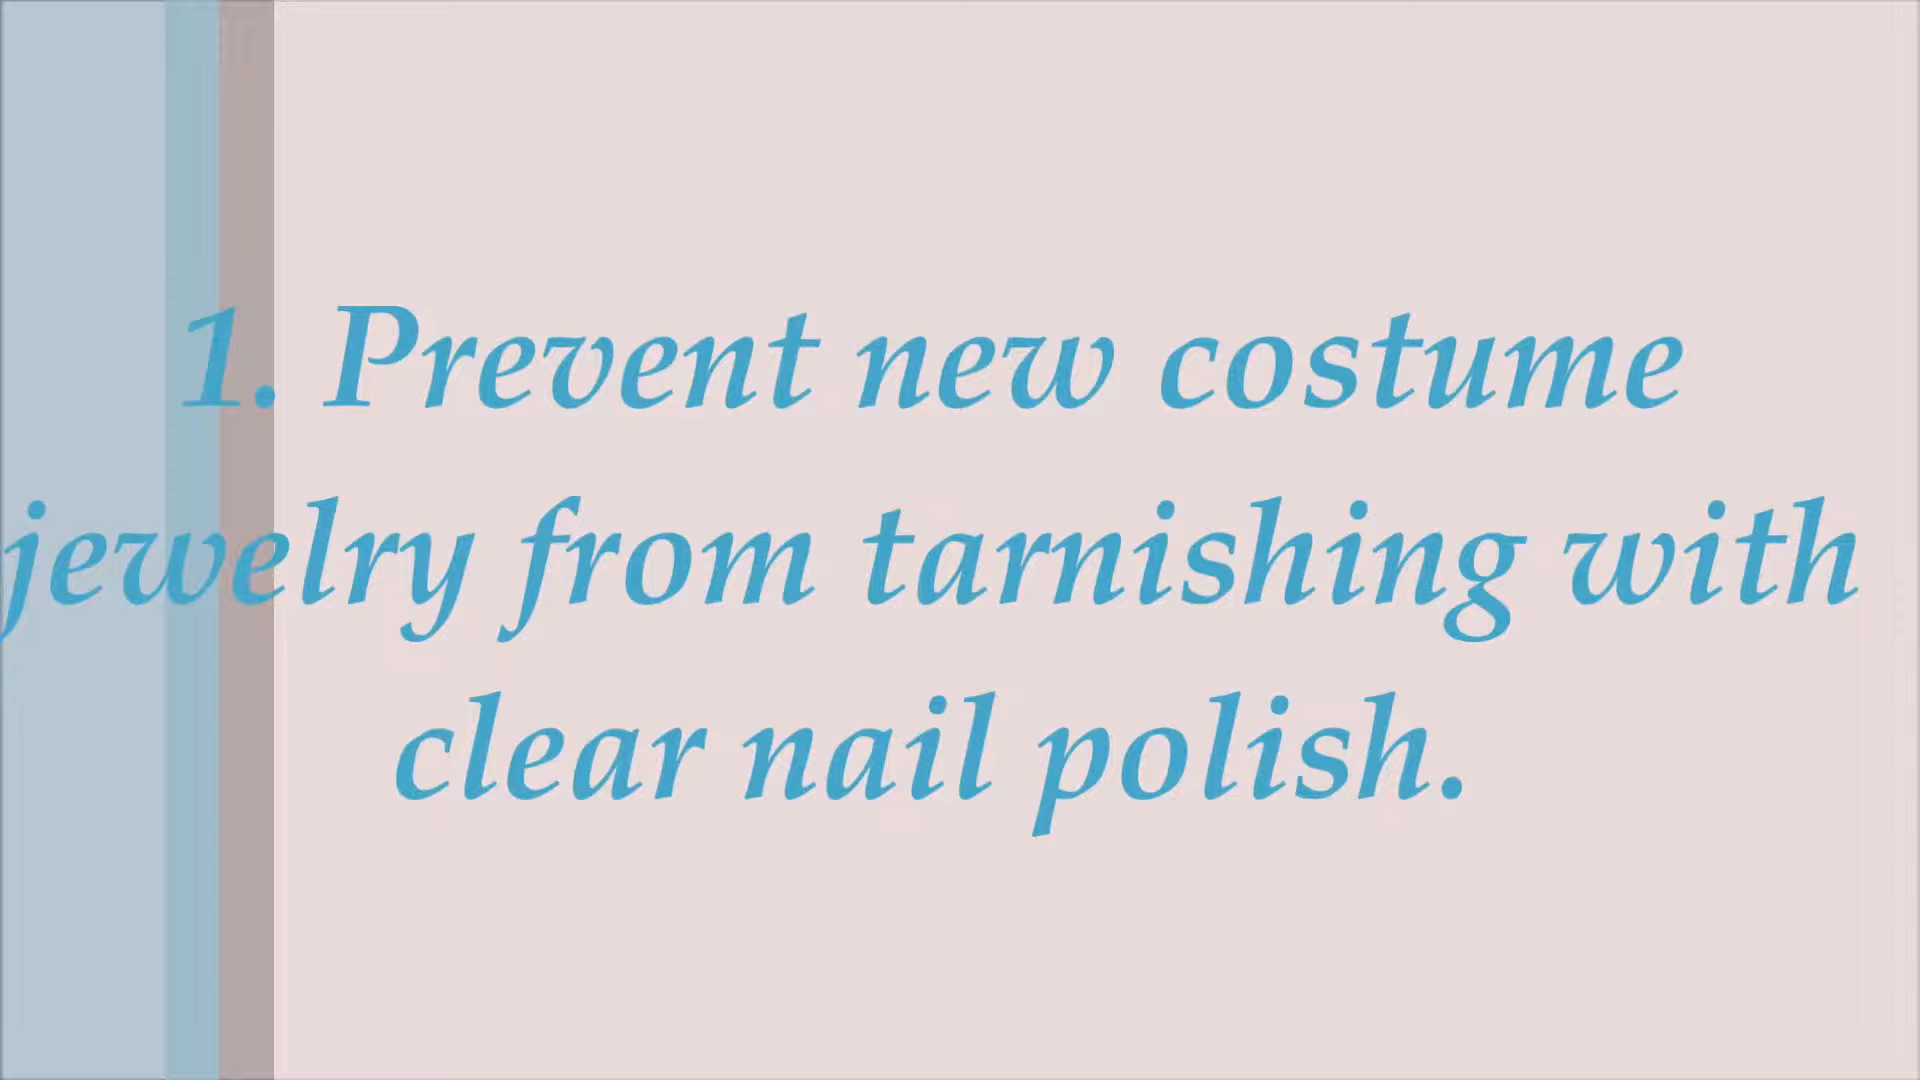 1. Prevent new costume
jewelry from tarnishing with
clear nail polish.